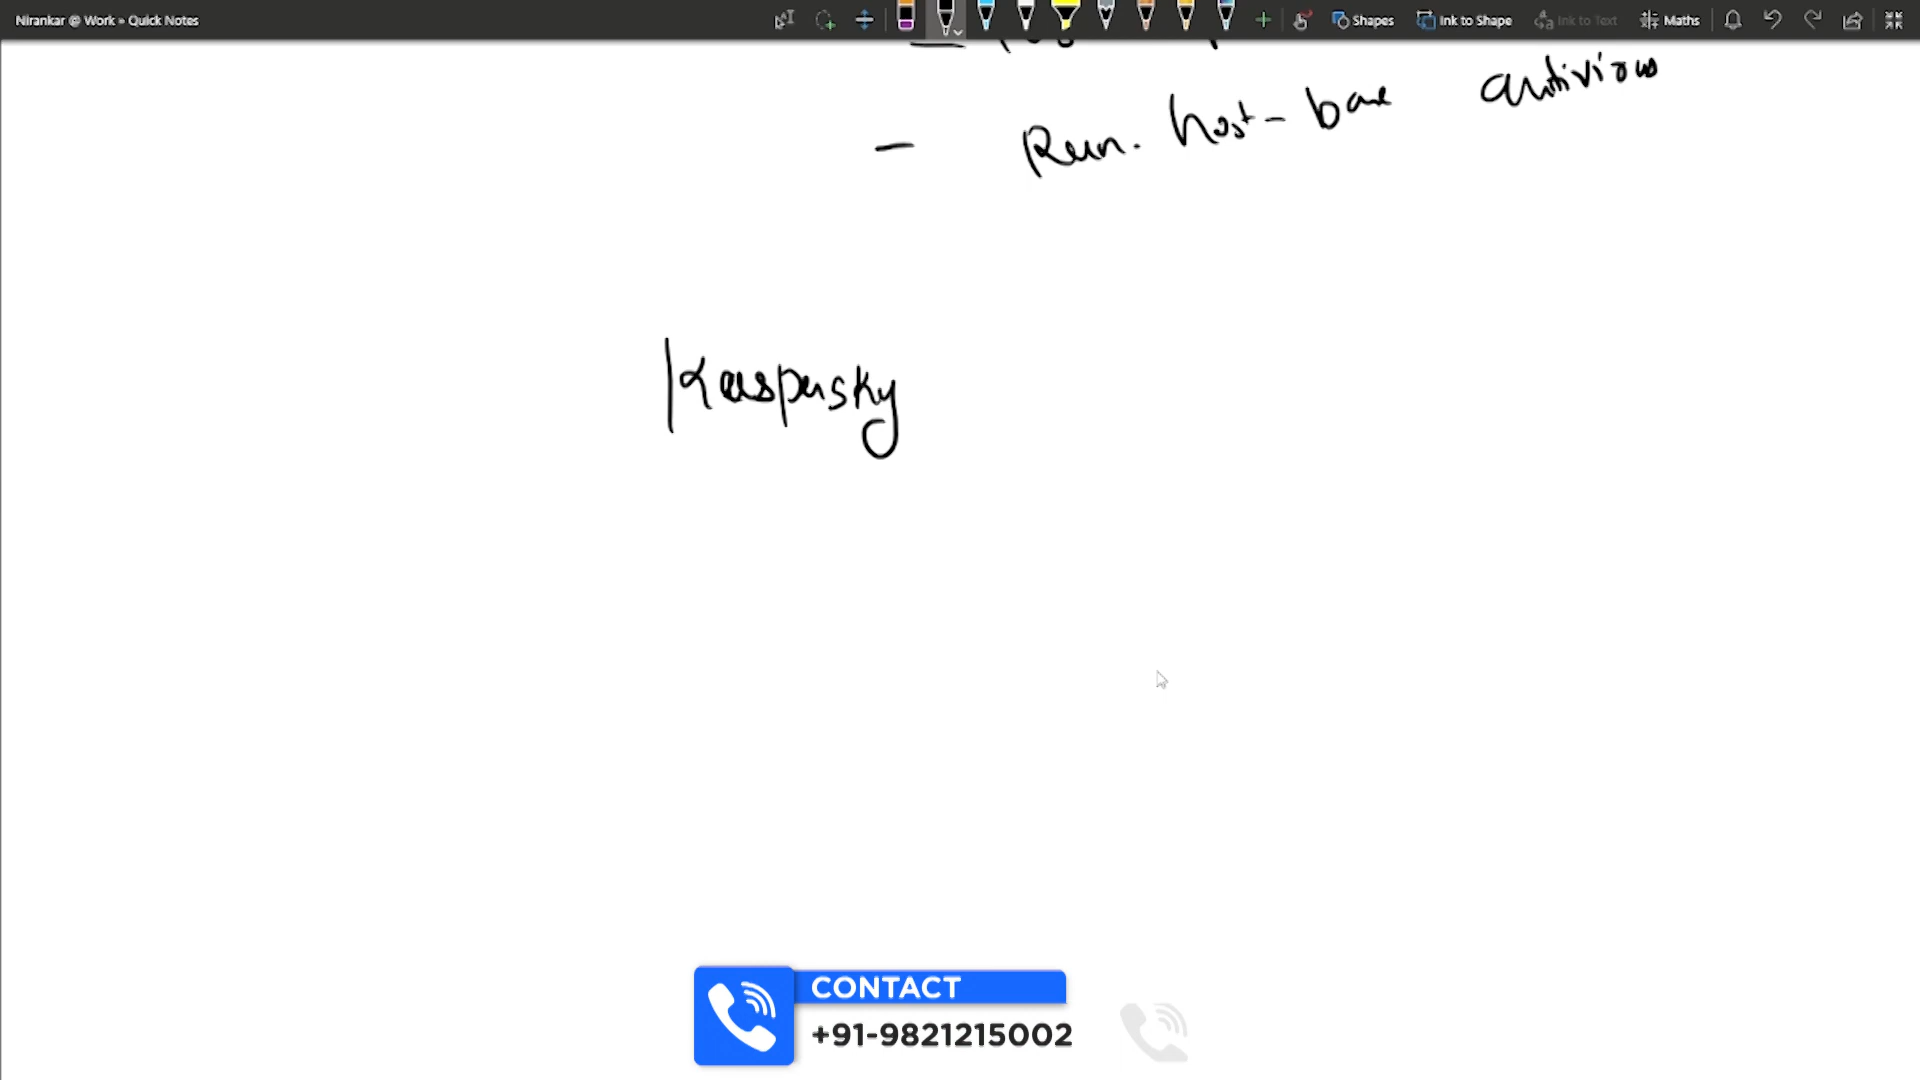 Nirankar @ Work » Quick Notes
Shapes Ink to Shape Ink to Text Maths
- Run. host-base antivirus
Kaspersky
CONTACT
+91-9821215002